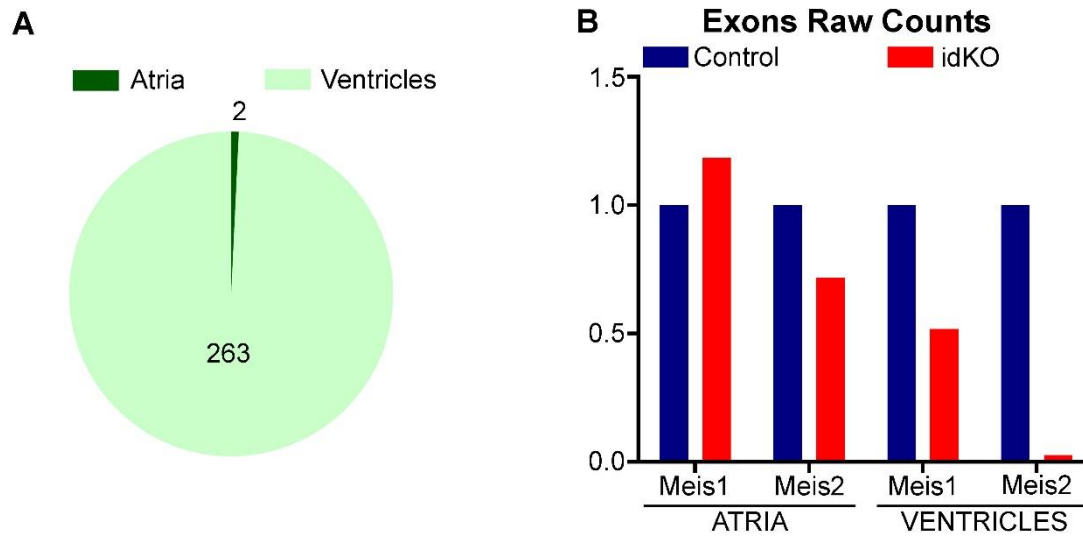 A
Atria
Ventricles
2
263
B
Exons Raw Counts
Control
idKO
1.5
1.0
0.5
0.0
Meis1
Meis2
Meis1
Meis2
ATRIA
VENTRICLES